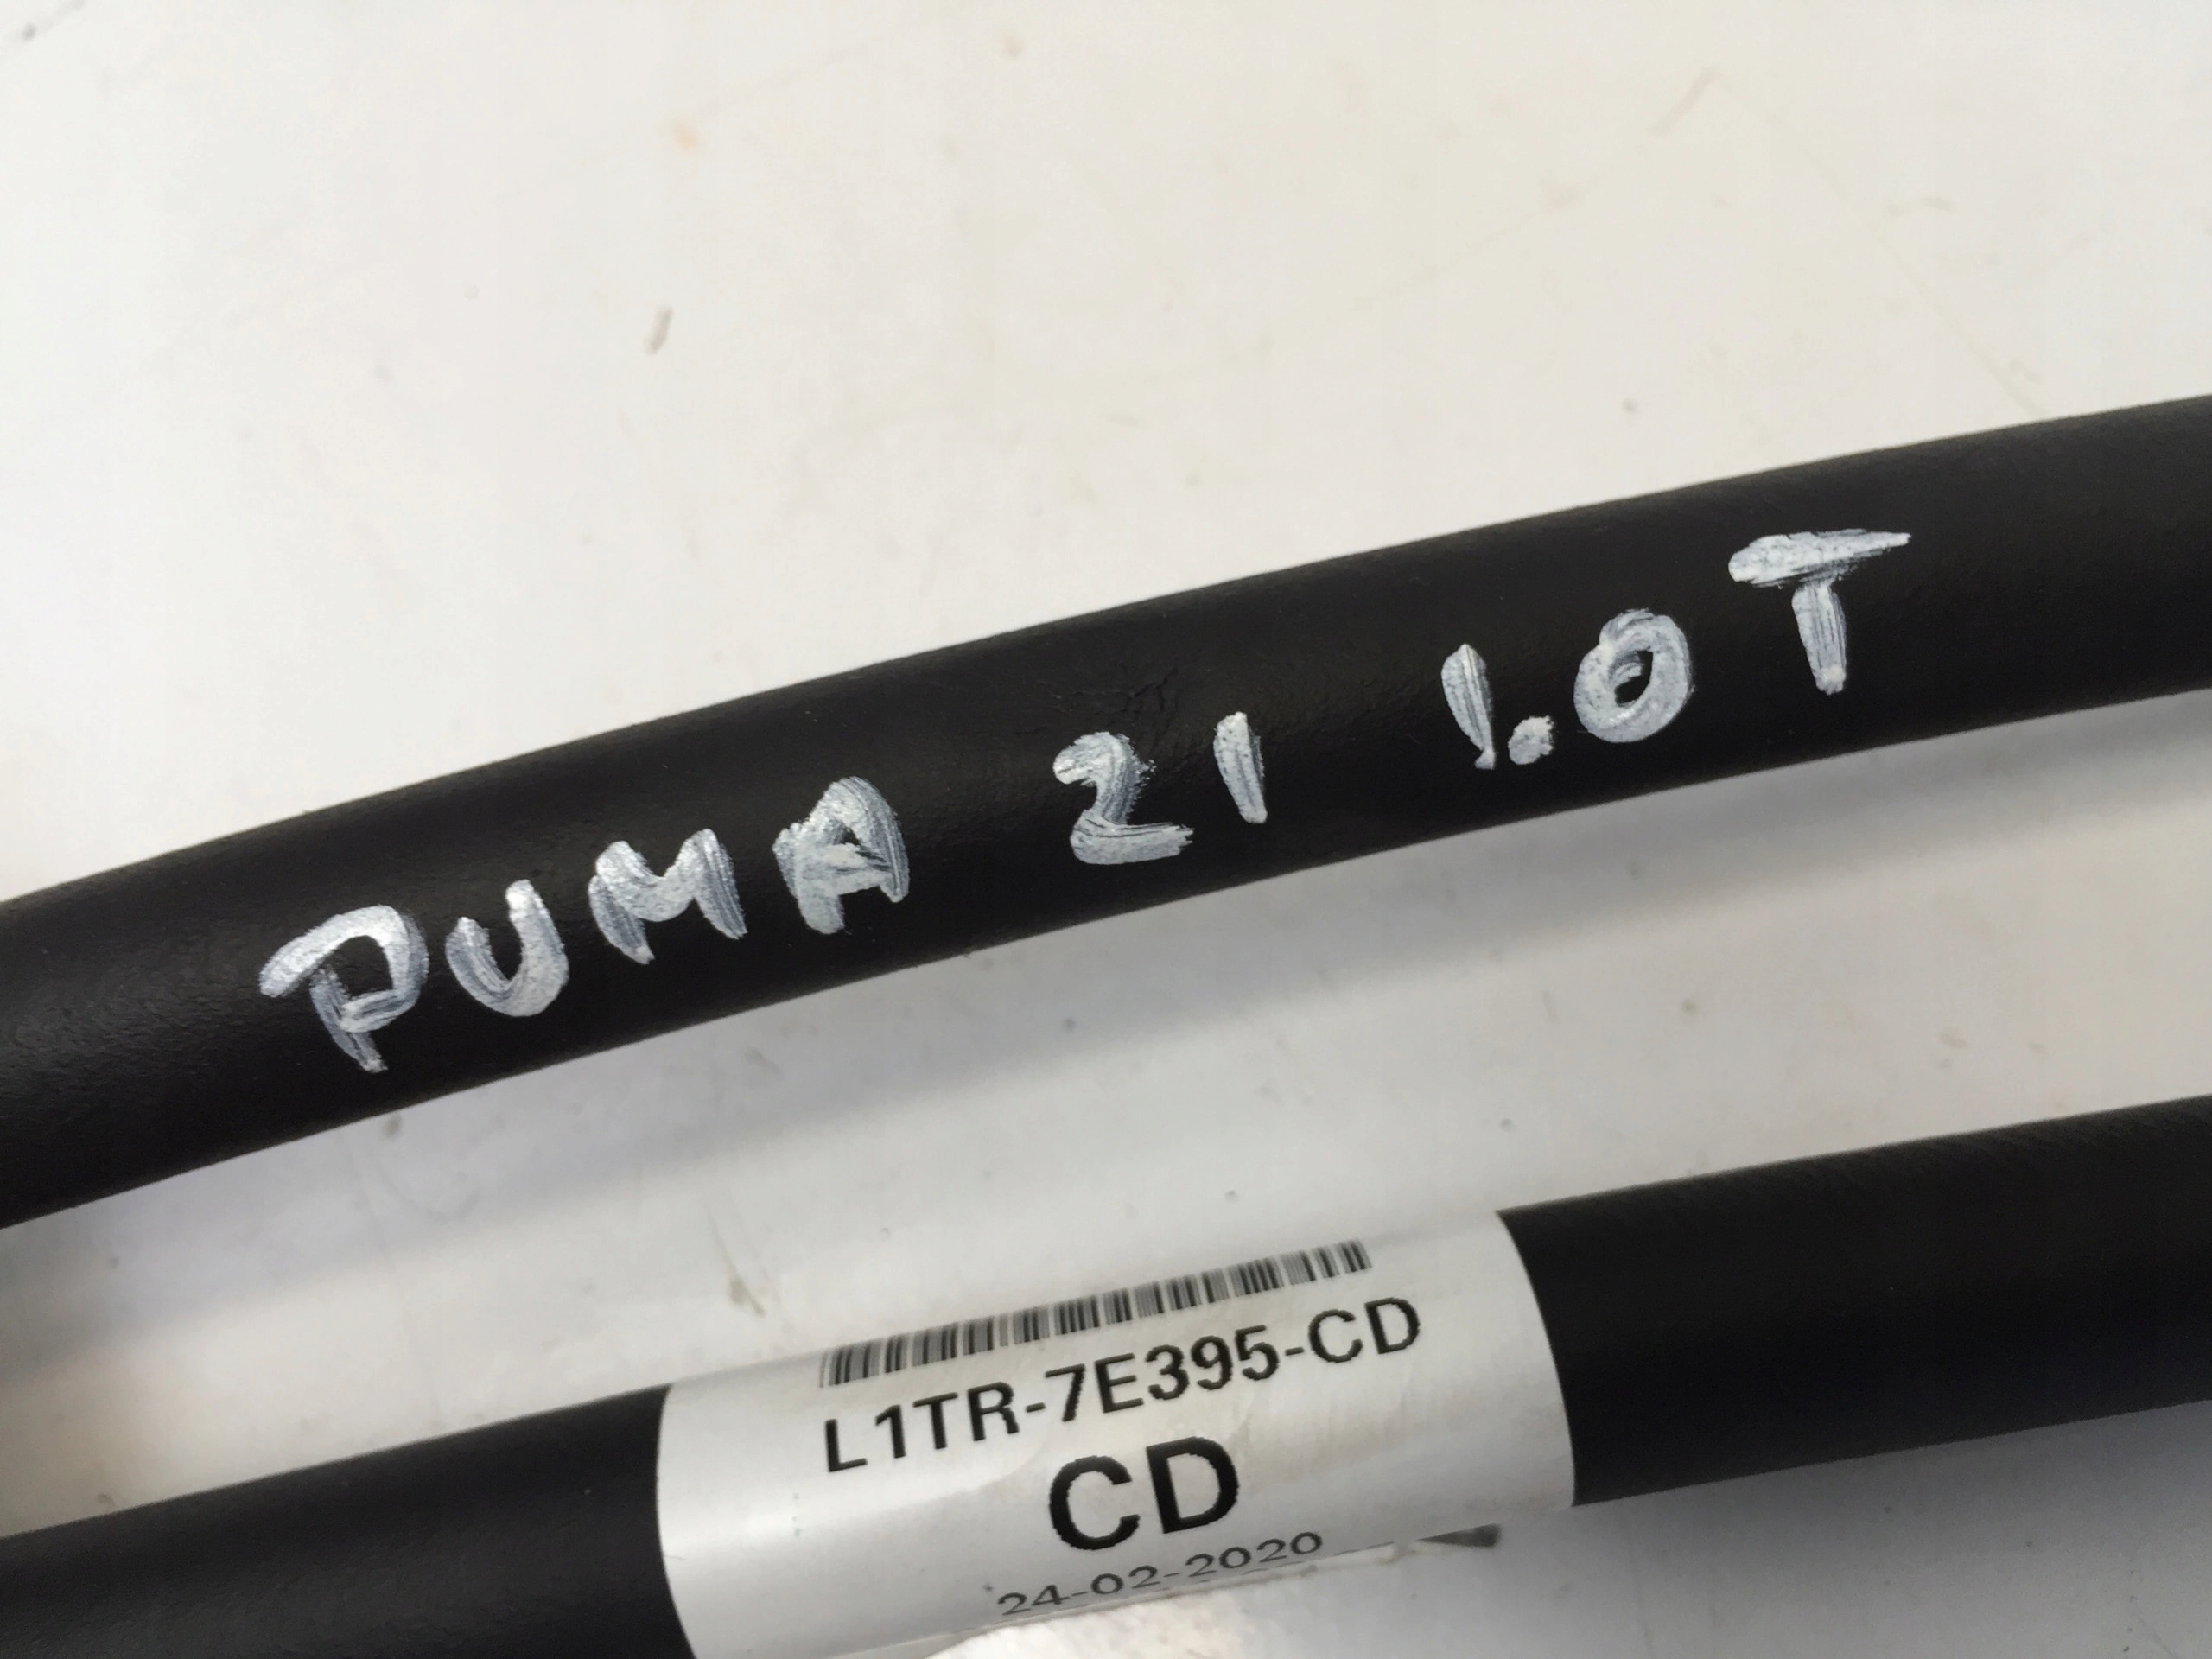 PUMA 21 1.0T
L1TR-7E395-CD
CD
24-02-2020